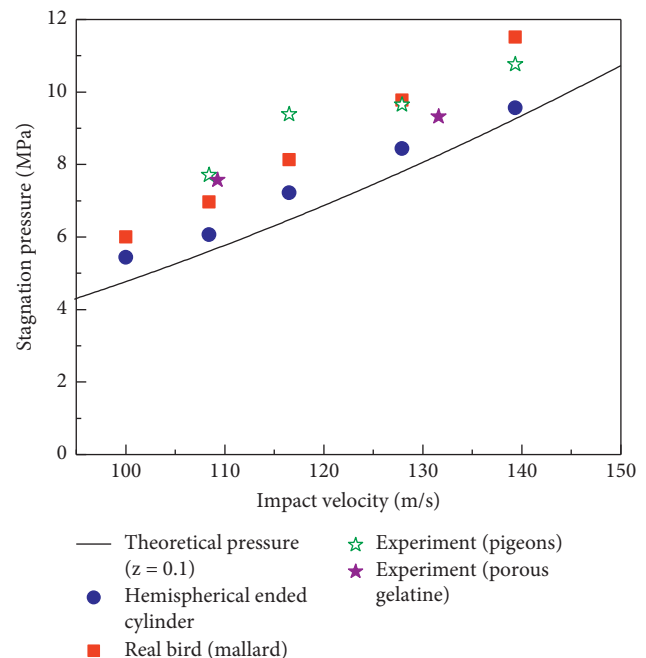 12
10
8
6
4
2
0
Stagnation pressure (MPa)
100
110
120
130
140
150
Impact velocity (m/s)
Theoretical pressure
(z = 0.1)
Hemispherical ended
cylinder
Real bird (mallard)
Experiment (pigeons)
Experiment (porous
gelatine)